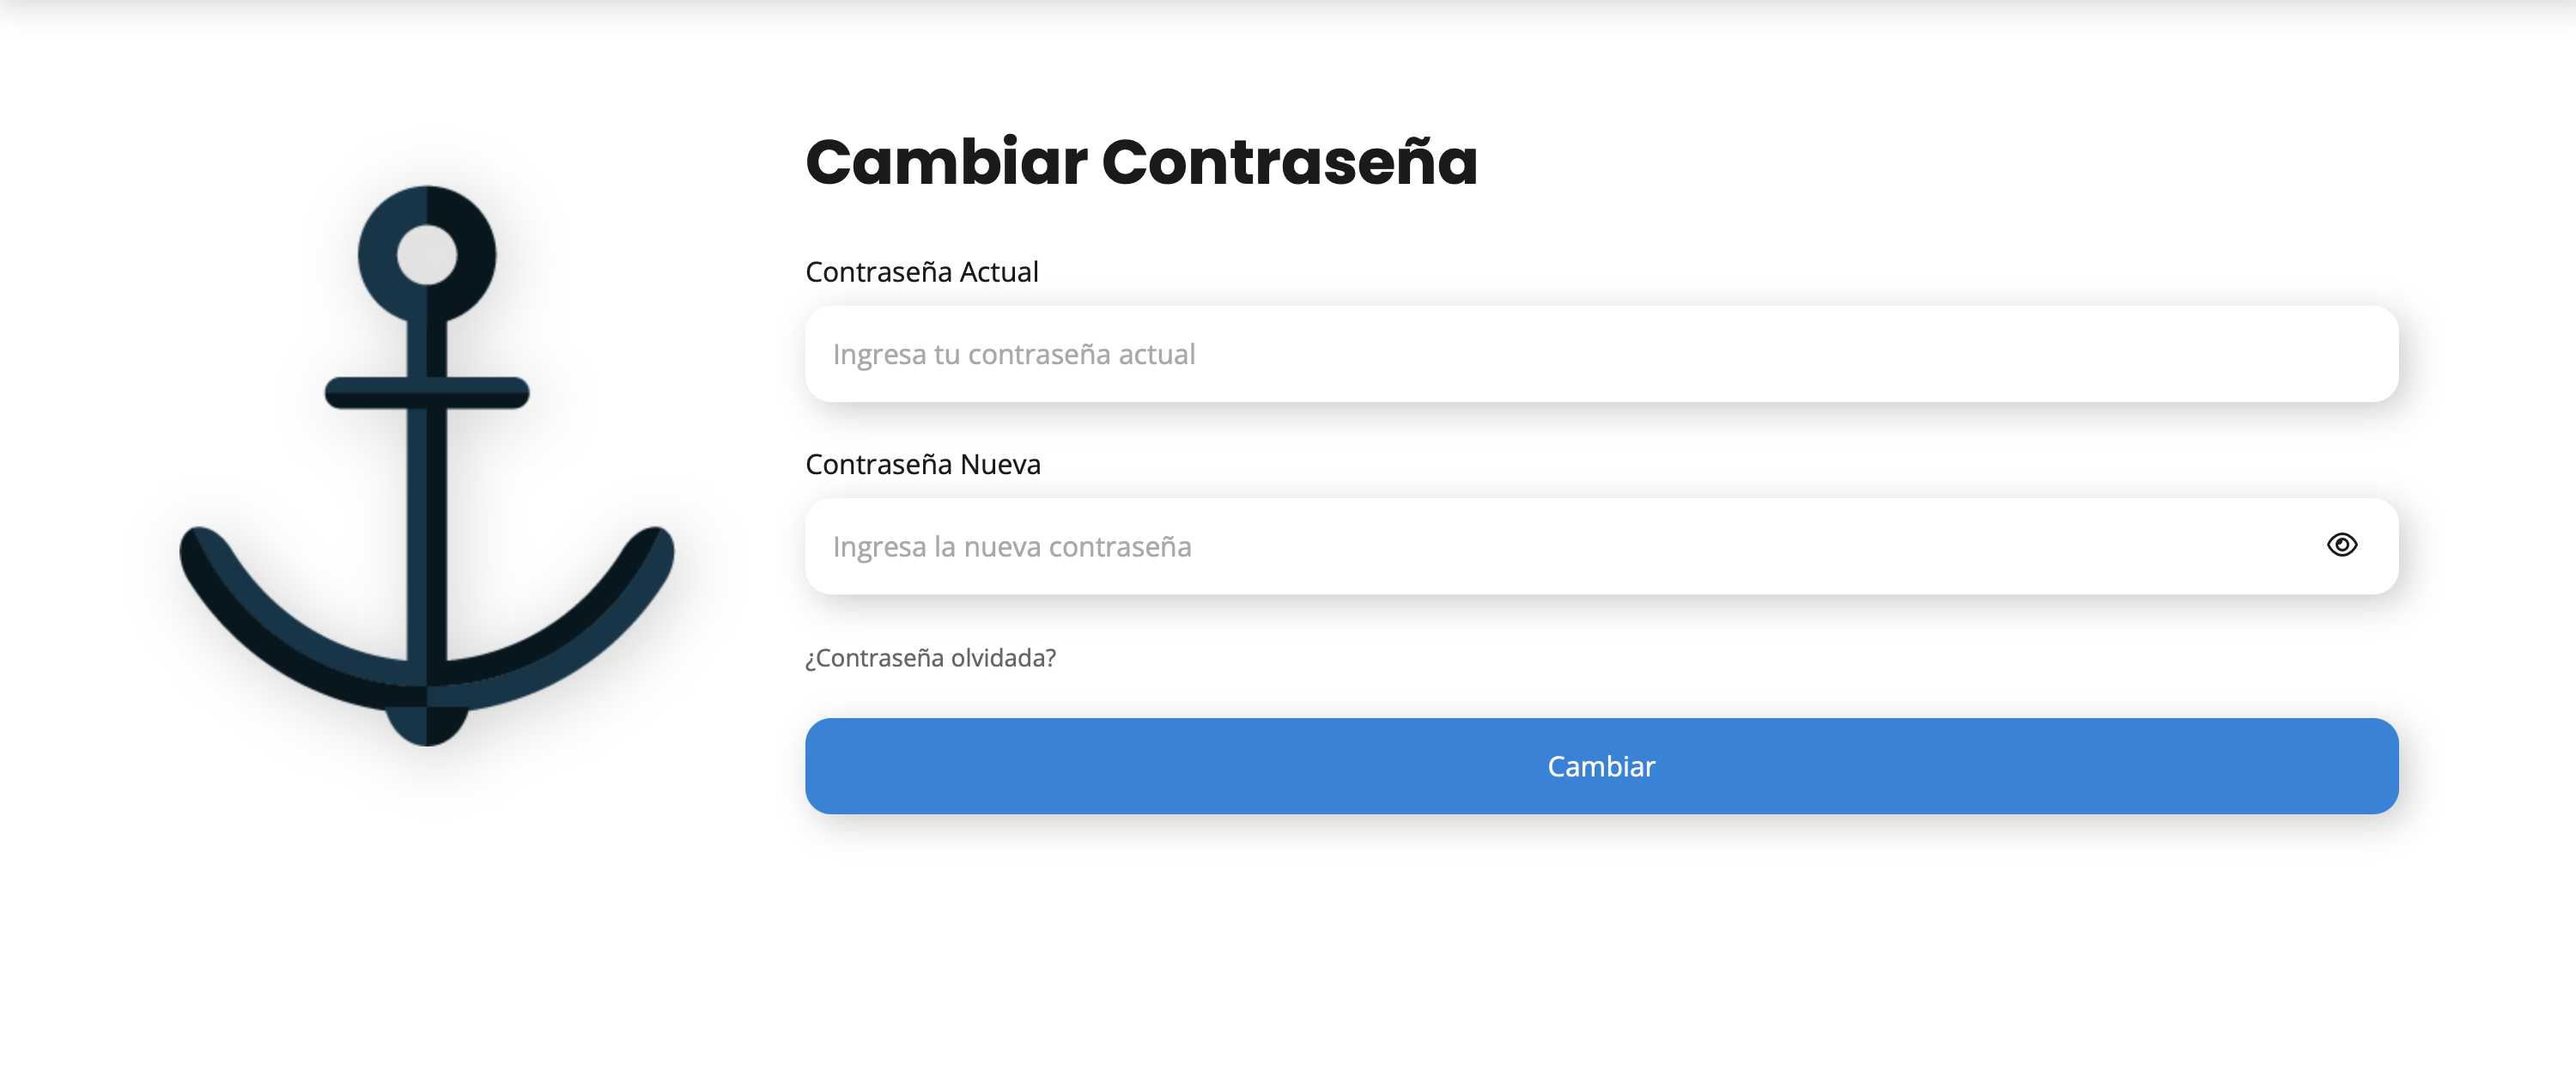 Cambiar Contraseña
Contraseña Actual
Ingresa tu contraseña actual
Contraseña Nueva
Ingresa la nueva contraseña
¿Contraseña olvidada?
Cambiar